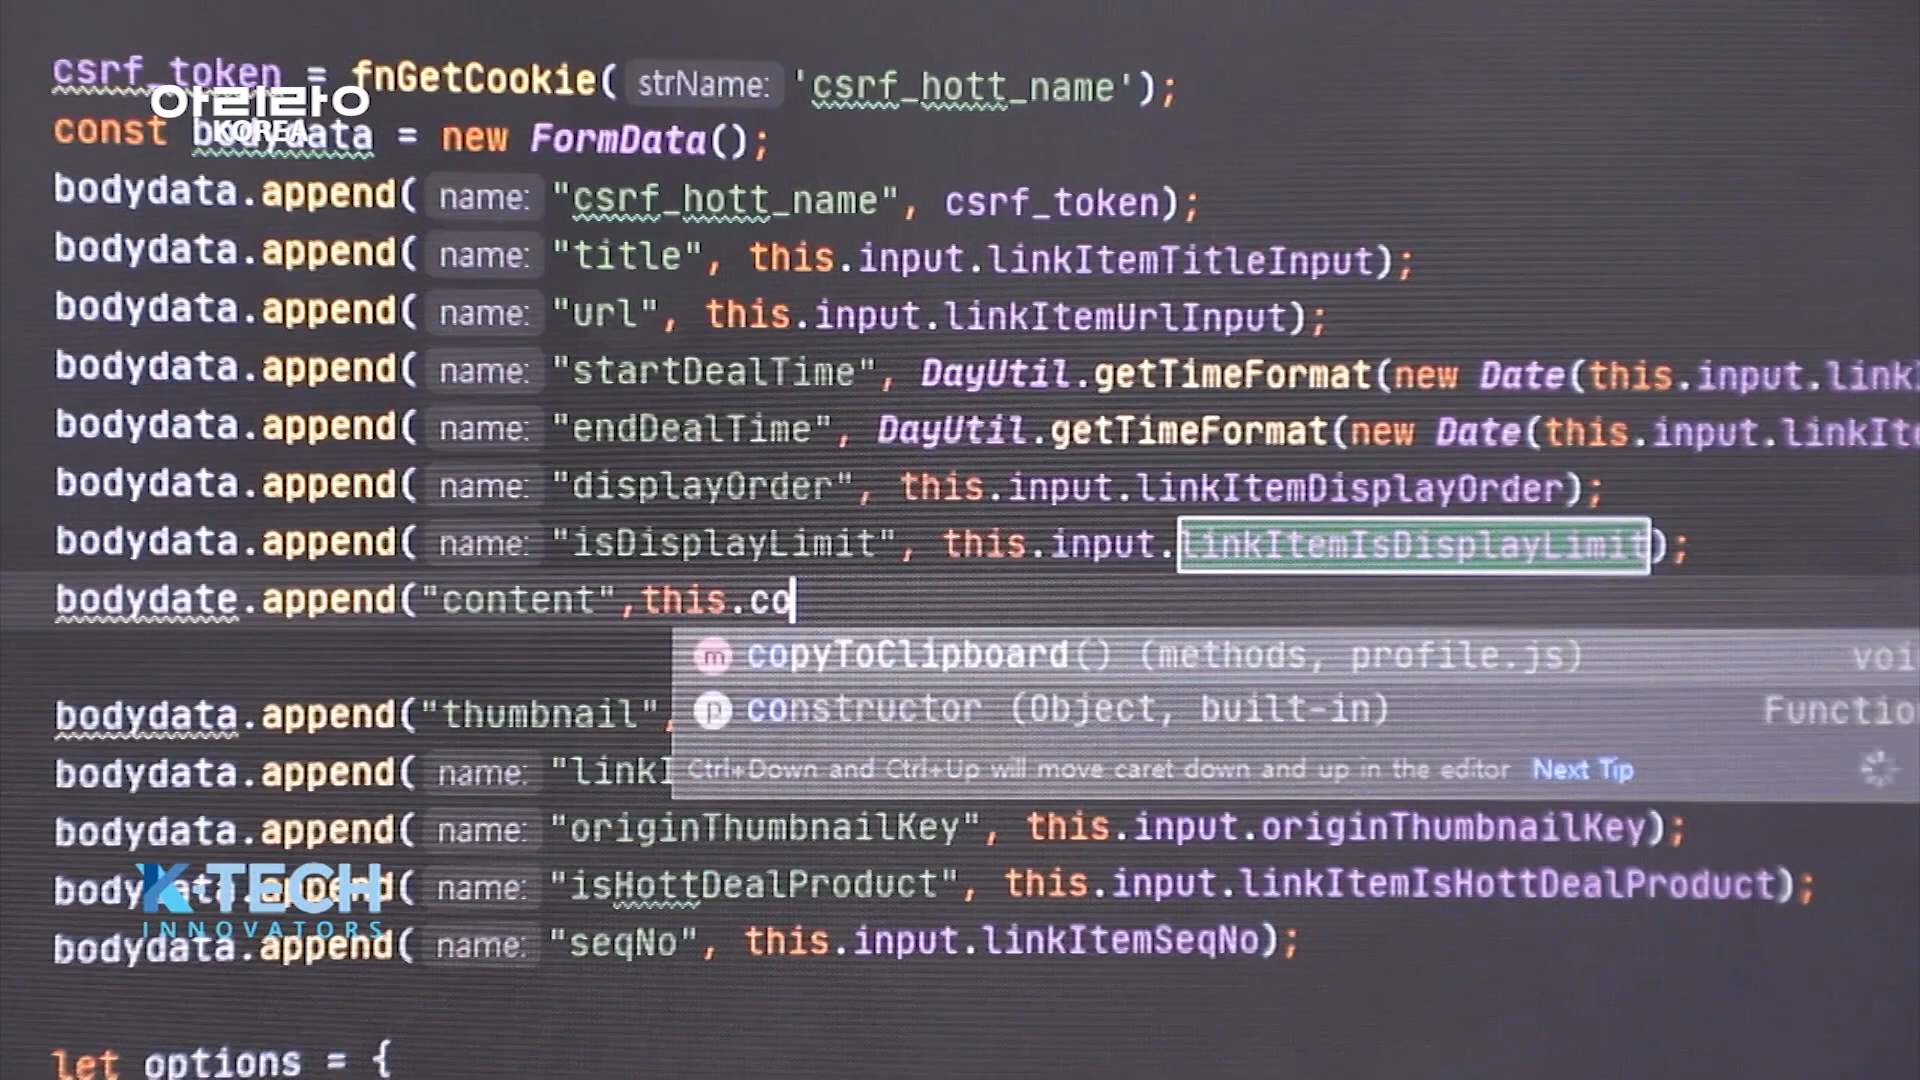 csrf_token = fnGetCookie( strName: 'csrf_hott_name');
아리랑
KOREA
const bodydata = new FormData();
bodydata.append( name: "csrf_hott_name", csrf_token);
bodydata.append( name: "title", this.input.linkItemTitleInput);
bodydata.append( name: "url", this.input.linkItemUrlInput);
bodydata.append( name: "startDealTime", DayUtil.getTimeFormat(new Date(this.input.link
bodydata.append( name: "endDealTime", DayUtil.getTimeFormat(new Date(this.input.linkIt
bodydata.append( name: "displayOrder", this.input.linkItemDisplayOrder);
bodydata.append( name: "isDisplayLimit", this.input.linkItemIsDisplayLimit);
bodydate.append("content",this.co
m copyToClipboard() (methods, profile.js) voi
p constructor (Object, built-in) Functio
Ctrl+Down and Ctrl+Up will move caret down and up in the editor Next Tip
bodydata.append("thumbnail",
bodydata.append( name: "linkI
bodydata.append( name: "originThumbnailKey", this.input.originThumbnailKey);
bodydata.append( name: "isHottDealProduct", this.input.linkItemIsHottDealProduct);
K TECH
INNOVATORS
bodydata.append( name: "seqNo", this.input.linkItemSeqNo);
let options = {